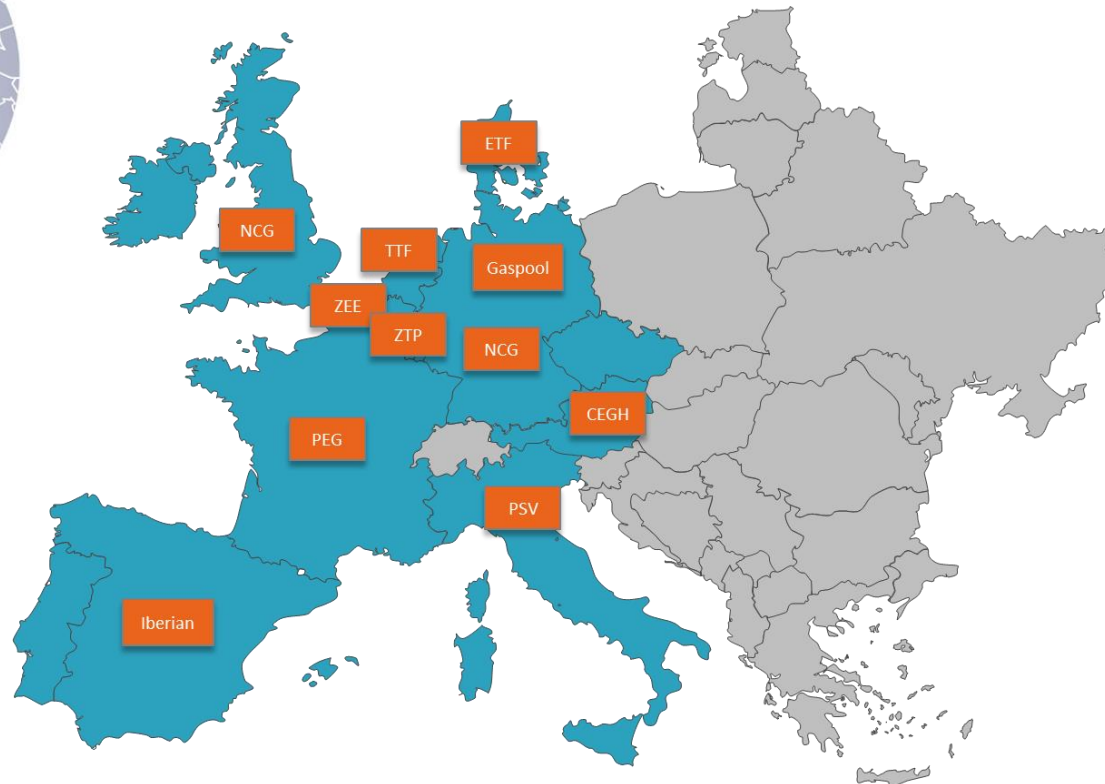 ETF
NCG
TTF
Gaspool
ZEE
ZTP
NCG
CEGH
PEG
PSV
Iberian